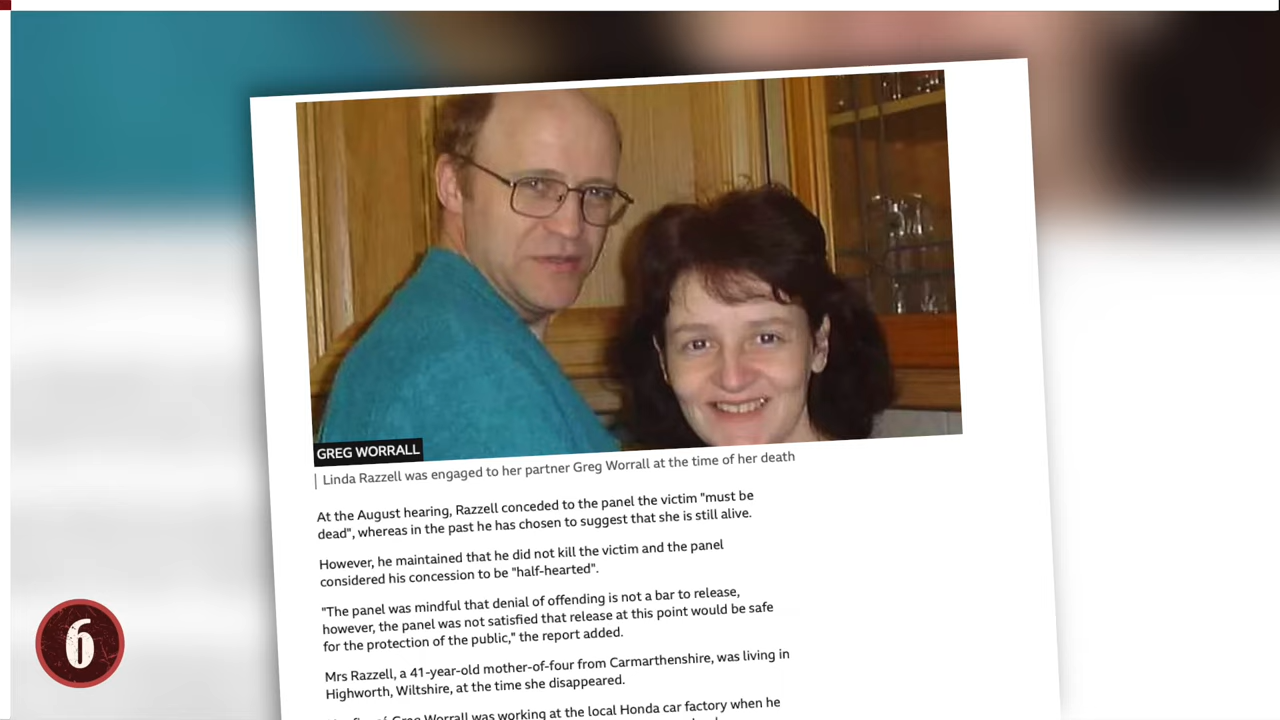 GREG WORRALL
Linda Razzell was engaged to her partner Greg Worrall at the time of her death
At the August hearing, Razzell conceded to the panel the victim "must be
dead", whereas in the past he has chosen to suggest that she is still alive.
However, he maintained that he did not kill the victim and the panel
considered his concession to be "half-hearted".
"The panel was mindful that denial of offending is not a bar to release,
however, the panel was not satisfied that release at this point would be safe
for the protection of the public," the report added.
Mrs Razzell, a 41-year-old mother-of-four from Carmarthenshire, was living in
Highworth, Wiltshire, at the time she disappeared.
Greg Worrall was working at the local Honda car factory when he
6